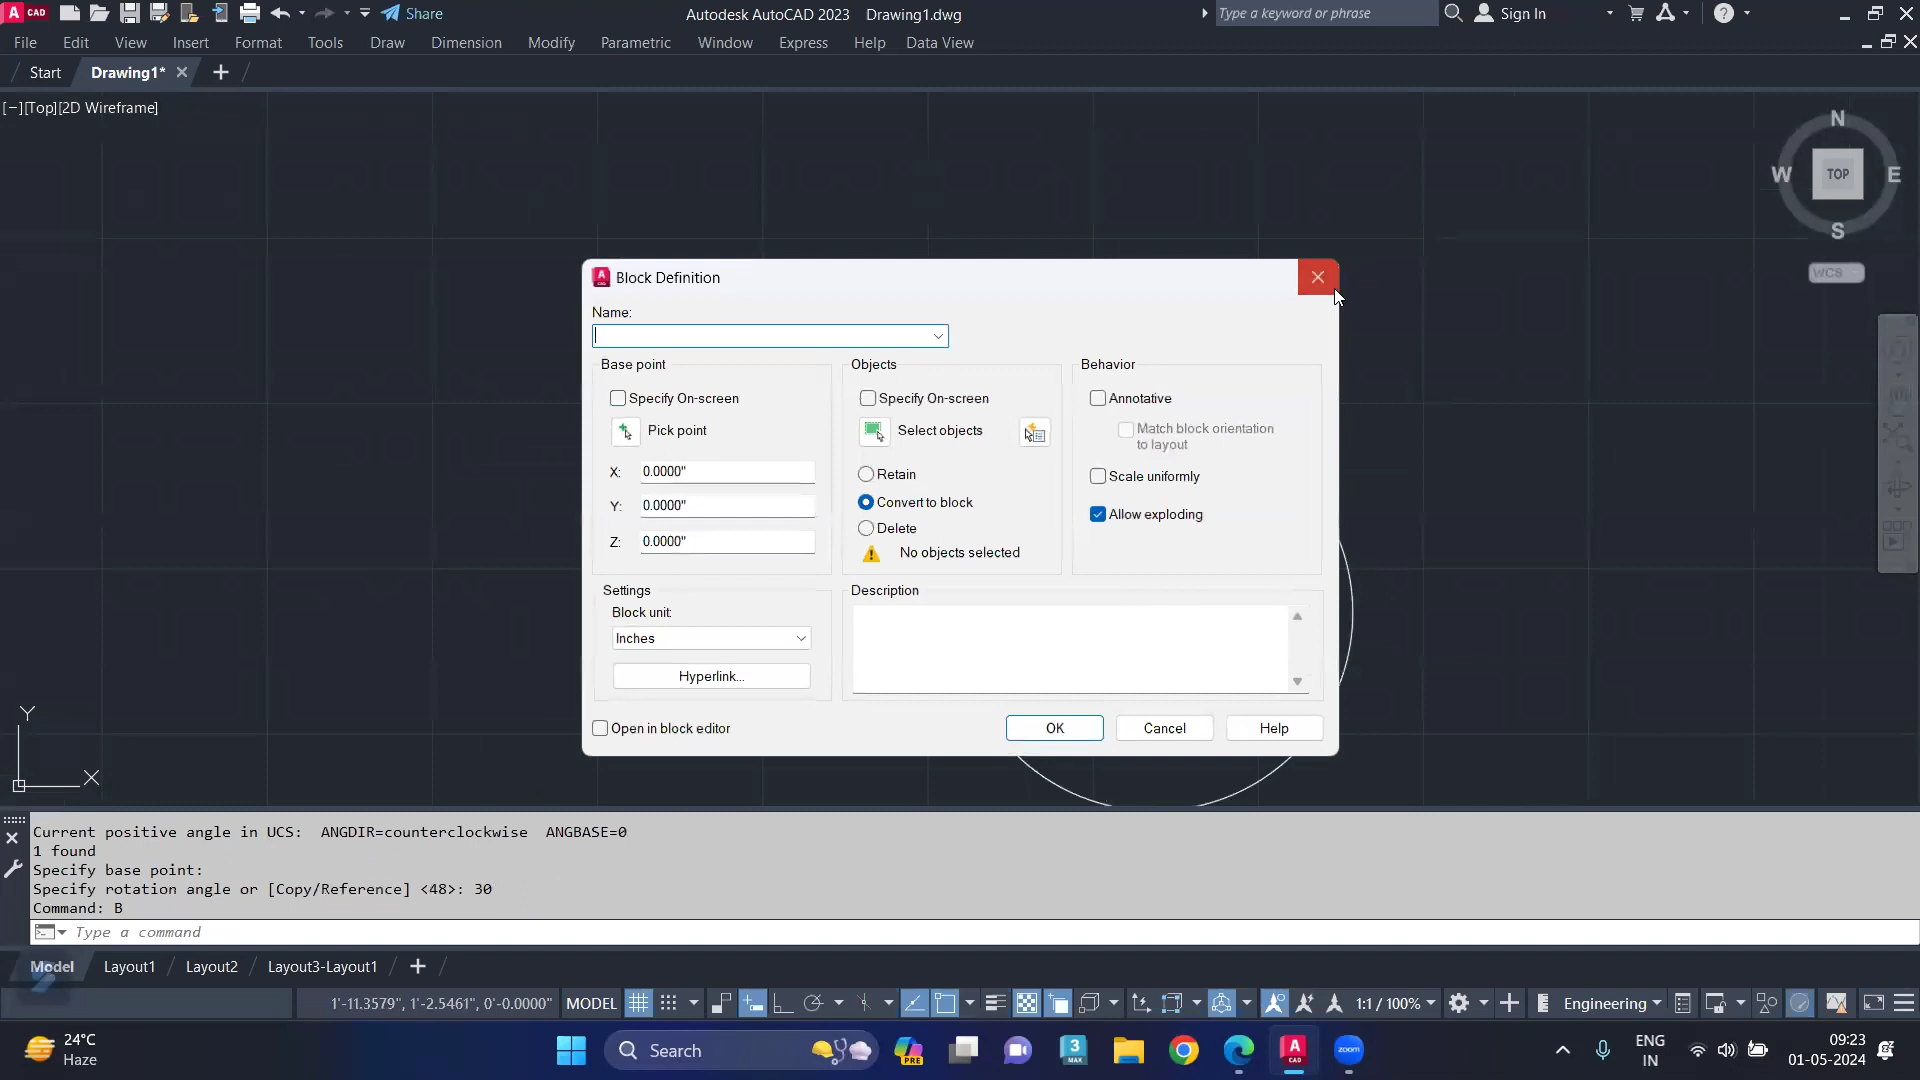 A CAD
Share
Autodesk AutoCAD 2023 Drawing1.dwg
Type a keyword or phrase
Sign In
File Edit View Insert Format Tools Draw Dimension Modify Parametric Window Express Help Data View
Start
Drawing1*
[−][Top][2D Wireframe]
N
W
TOP
E
S
WCS
Block Definition
Name:
Base point
Specify On-screen
Pick point
X: 0.0000"
Y: 0.0000"
Z: 0.0000"
Objects
Specify On-screen
Select objects
Retain
Convert to block
Delete
No objects selected
Behavior
Annotative
Match block orientation
to layout
Scale uniformly
Allow exploding
Settings
Block unit:
Inches
Hyperlink...
Description
Open in block editor
OK
Cancel
Help
Y
X
Current positive angle in UCS:  ANGDIR=counterclockwise  ANGBASE=0
1 found
Specify base point:
Specify rotation angle or [Copy/Reference] <48>: 30
Command: B
Type a command
Model Layout1 Layout2 Layout3-Layout1
1'-11.3579", 1'-2.5461", 0'-0.0000" MODEL
1:1 / 100%
Engineering
24°C
Haze
Search
PRE
3
MAX
A
CAD
zoom
ENG
IN
09:23
01-05-2024